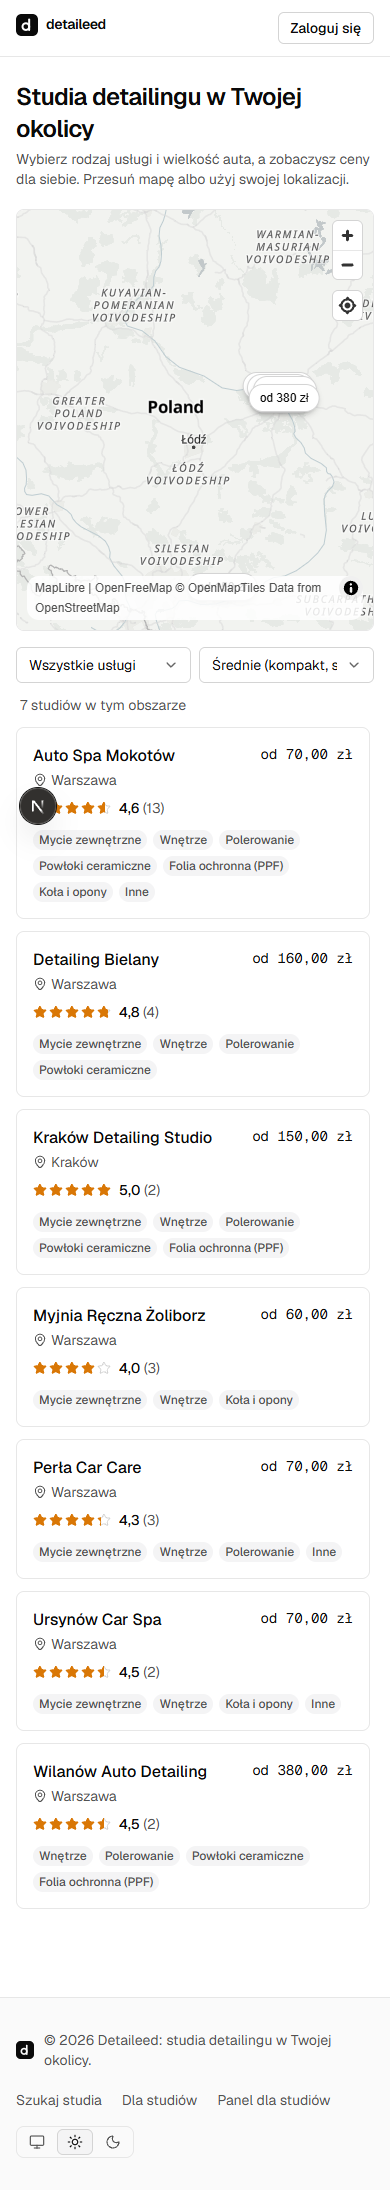 detaileed
Zaloguj się
Studia detailingu w Twojej
okolicy
Wybierz rodzaj usługi i wielkość auta, a zobaczysz ceny
dla siebie. Przesuń mapę albo użyj swojej lokalizacji.
WARMIAN-
MASURIAN
VOIVODESHIP
KUYAVIAN-
POMERANIAN
VOIVODESHIP
GREATER
POLAND
VOIVODESHIP
Poland
od 380 zł
Łódź
ŁÓDŹ
VOIVODESHIP
SILESIAN
VOIVODESHIP
MapLibre | OpenFreeMap © OpenMapTiles Data from
OpenStreetMap
Wszystkie usługi
Średnie (kompakt, s
7 studiów w tym obszarze
Auto Spa Mokotów
od 70,00 zł
Warszawa
N
4,6 (13)
Mycie zewnętrzne Wnętrze Polerowanie
Powłoki ceramiczne Folia ochronna (PPF)
Koła i opony Inne
Detailing Bielany
od 160,00 zł
Warszawa
4,8 (4)
Mycie zewnętrzne Wnętrze Polerowanie
Powłoki ceramiczne
Kraków Detailing Studio
od 150,00 zł
Kraków
5,0 (2)
Mycie zewnętrzne Wnętrze Polerowanie
Powłoki ceramiczne Folia ochronna (PPF)
Myjnia Ręczna Żoliborz
od 60,00 zł
Warszawa
4,0 (3)
Mycie zewnętrzne Wnętrze Koła i opony
Perła Car Care
od 70,00 zł
Warszawa
4,3 (3)
Mycie zewnętrzne Wnętrze Polerowanie Inne
Ursynów Car Spa
od 70,00 zł
Warszawa
4,5 (2)
Mycie zewnętrzne Wnętrze Koła i opony Inne
Wilanów Auto Detailing
od 380,00 zł
Warszawa
4,5 (2)
Wnętrze Polerowanie Powłoki ceramiczne
Folia ochronna (PPF)
© 2026 Detaileed: studia detailingu w Twojej
okolicy.
Szukaj studia Dla studiów Panel dla studiów